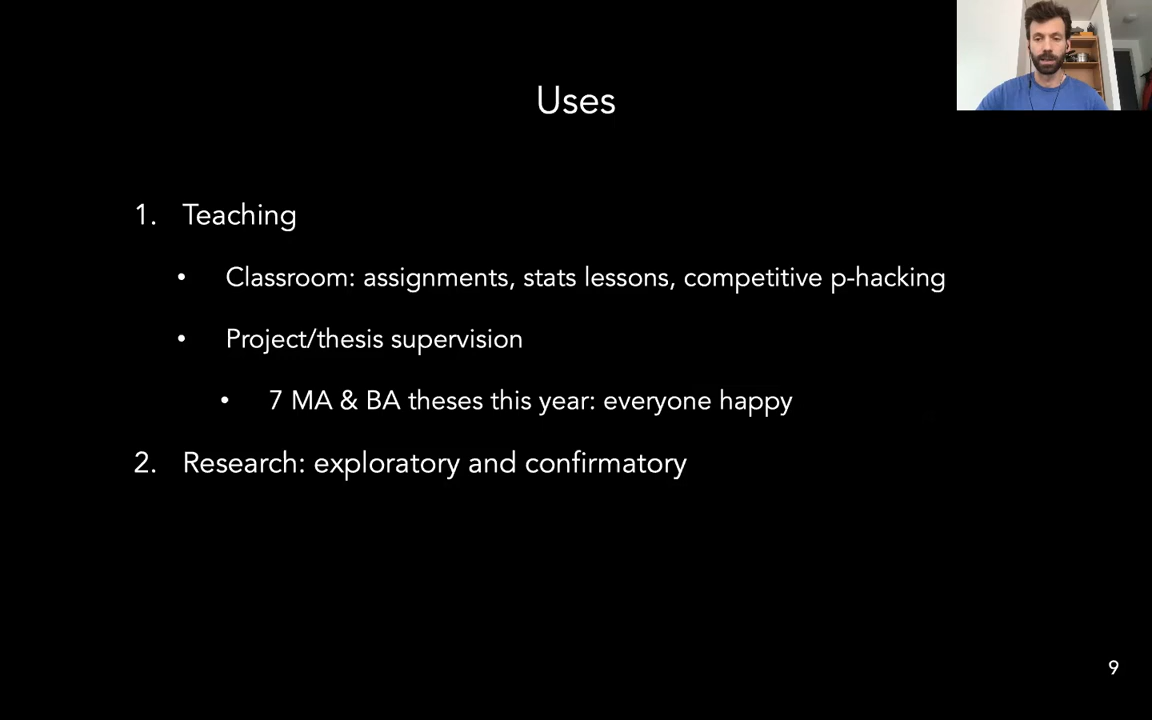 Uses
1. Teaching
• Classroom: assignments, stats lessons, competitive p-hacking
• Project/thesis supervision
• 7 MA & BA theses this year: everyone happy
2. Research: exploratory and confirmatory
9